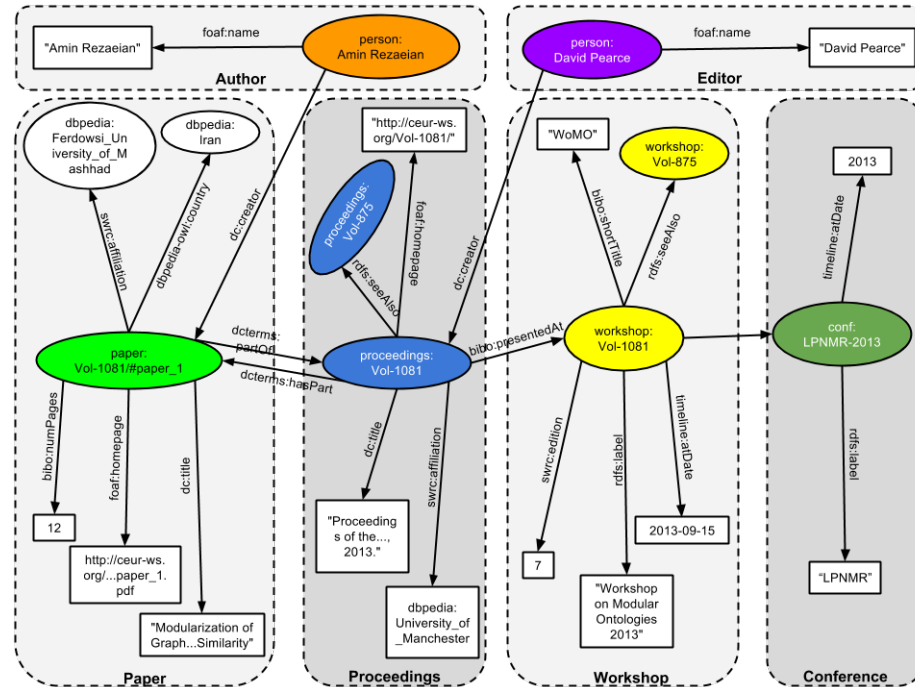 "Amin Rezaeian"
foaf:name
person:
Amin Rezaeian
Author
person:
David Pearce
foaf:name
"David Pearce"
Editor
dbpedia:
Ferdowsi_Un
iversity_of_M
ashhad
dbpedia:
Iran
swrc:affiliation
dbpedia-owl:country
dc:creator
paper:
Vol-1081/#paper_1
dcterms:
partOf
dcterms:hasPart
bibo:numPages
foaf:homepage
dc:title
12
http://ceur-ws.
org/...paper_1.
pdf
"Modularization of
Graph...Similarity"
Paper
"http://ceur-ws.
org/Vol-1081/"
proceedings:
Vol-875
rdfs:seeAlso
foaf:homepage
dc:creator
proceedings:
Vol-1081
bibo:presentedAt
dc:title
swrc:affiliation
"Proceeding
s of the...,
2013."
dbpedia:
University_of
_Manchester
Proceedings
"WoMO"
workshop:
Vol-875
bibo:shortTitle
rdfs:seeAlso
workshop:
Vol-1081
swrc:edition
rdfs:label
timeline:atDate
7
"Workshop
on Modular
Ontologies
2013"
2013-09-15
Workshop
2013
timeline:atDate
conf:
LPNMR-2013
rdfs:label
“LPNMR”
Conference